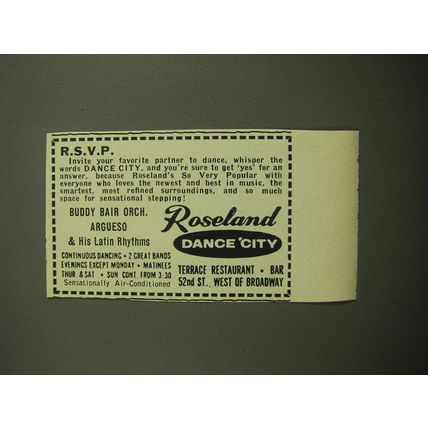 R.S.V.P.
Invite your favorite partner to dance, whisper the
words DANCE CITY, and you're sure to get 'yes' for an
answer, because Roseland's So Very Popular with
everyone who loves the newest and best in music, the
smartest, most refined surroundings, and so much
space for sensational stepping!
BUDDY BAIR ORCH.
ARGUESO
& His Latin Rhythms
CONTINUOUS DANCING • 2 GREAT BANDS
EVENINGS EXCEPT MONDAY • MATINEES
THUR. & SAT • SUN CONT. FROM 3-30
Sensationally Air-Conditioned
Roseland
DANCE CITY
TERRACE RESTAURANT • BAR
52nd ST., WEST OF BROADWAY